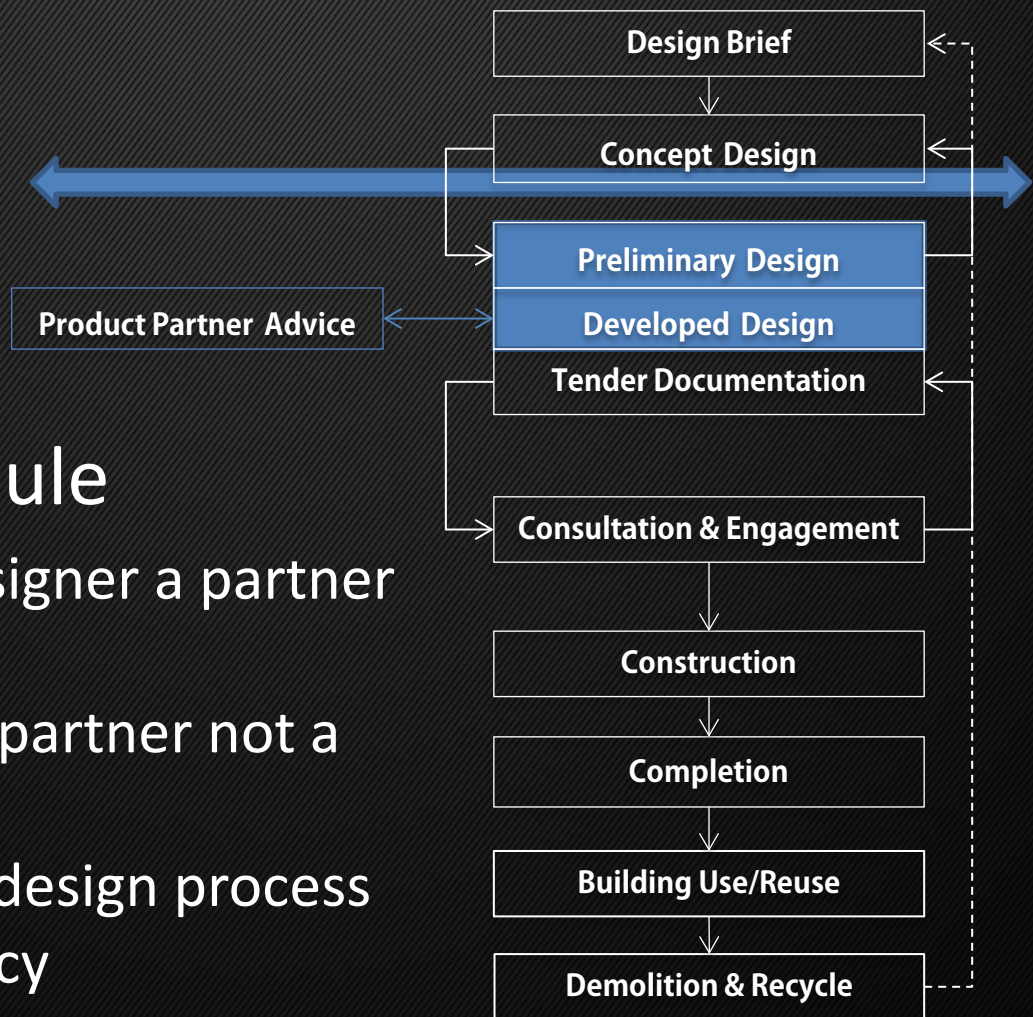 Design Brief
Concept Design
Preliminary Design
Product Partner Advice
Developed Design
Tender Documentation
Consultation & Engagement
Construction
Completion
Building Use/Reuse
Demolition & Recycle
ule
signer a partner
partner not a
design process
cy